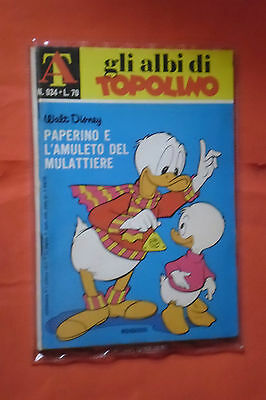 A
N. 934 - L. 70
gli albi di
TOPOLINO
Walt Disney
PAPERINO E
L'AMULETO DEL
MULATTIERE